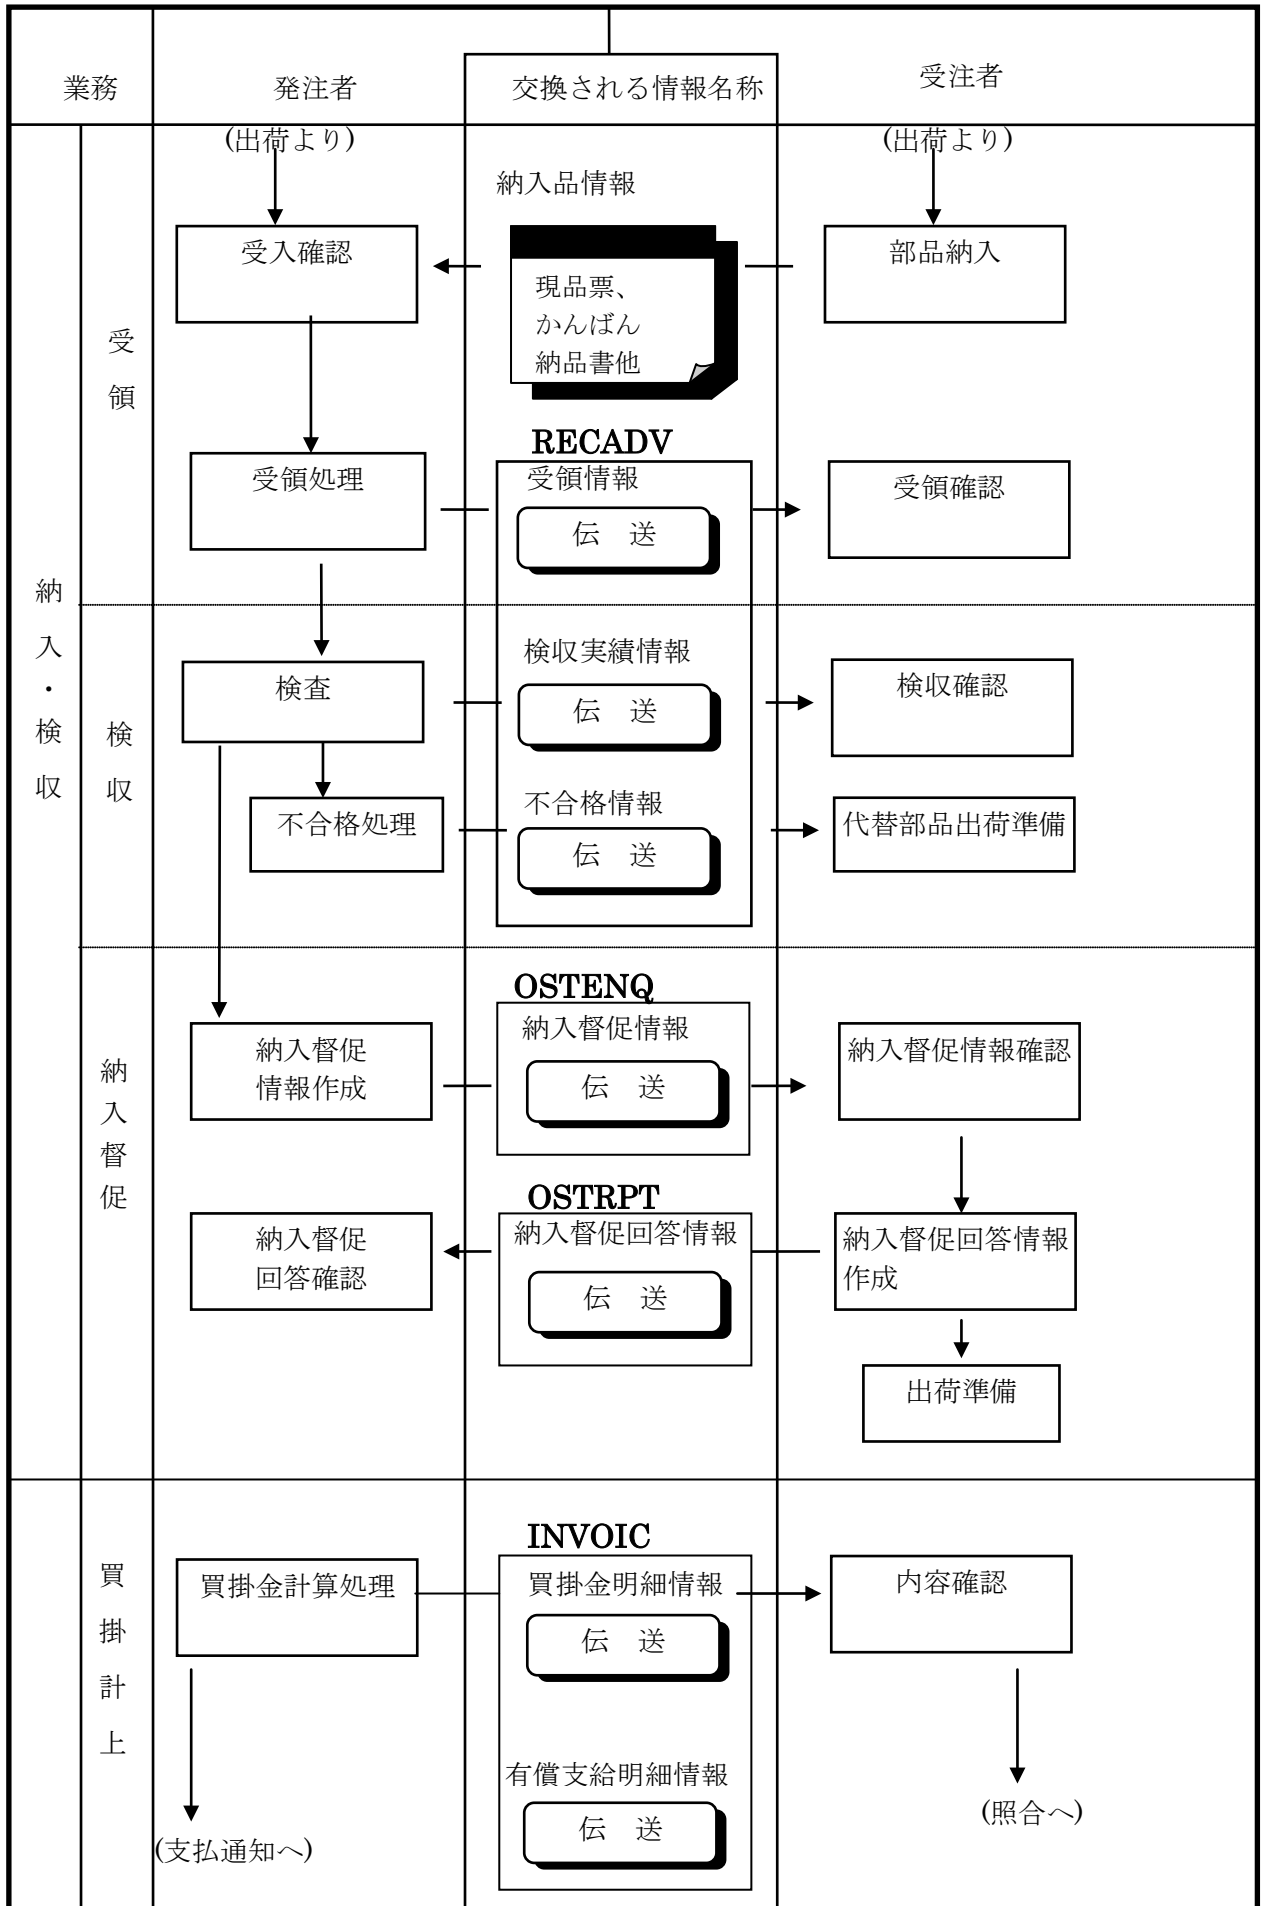 業務
発注者
交換される情報名称
受注者
(出荷より)
(出荷より)
納入品情報
受入確認
部品納入
現品票、
かんばん
納品書他
受領
RECADV
受領処理
受領情報
伝 送
受領確認
納入・検収
検収
検査
検収実績情報
伝 送
検収確認
不合格処理
不合格情報
伝 送
代替部品出荷準備
納入督促
OSTENQ
納入督促
情報作成
納入督促情報
伝 送
納入督促情報確認
OSTRPT
納入督促
回答確認
納入督促回答情報
伝 送
納入督促回答情報
作成
出荷準備
買掛計上
INVOIC
買掛金計算処理
買掛金明細情報
伝 送
内容確認
有償支給明細情報
伝 送
(支払通知へ)
(照合へ)